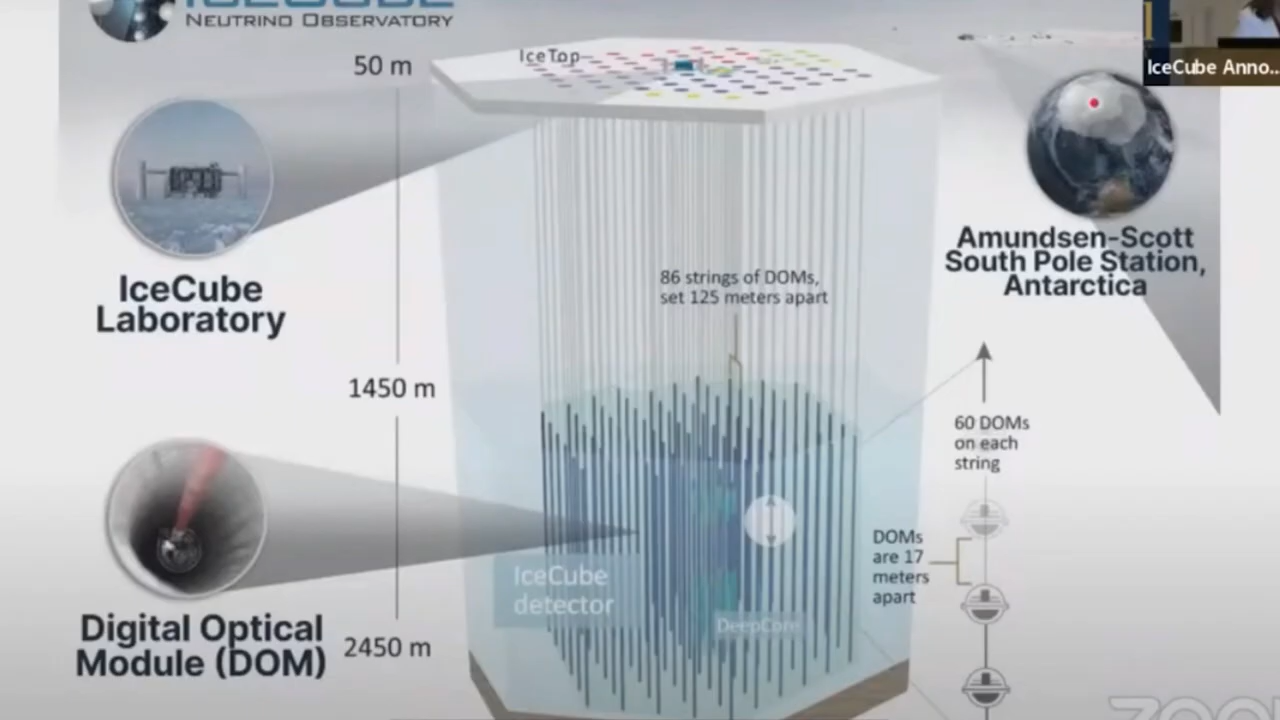 ICECUBE
NEUTRINO OBSERVATORY
IceCube Anno...
50 m
IceTop
IceCube
Laboratory
Amundsen-Scott
South Pole Station,
Antarctica
86 strings of DOMs,
set 125 meters apart
1450 m
60 DOMs
on each
string
DOMs
are 17
meters
apart
IceCube
detector
DeepCore
Digital Optical
Module (DOM)
2450 m
zoom